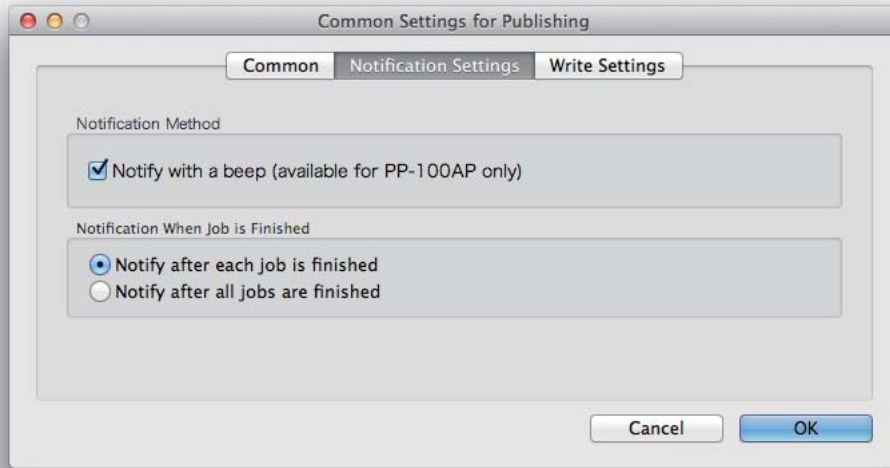 Common Settings for Publishing
Common Notification Settings Write Settings
Notification Method
Notify with a beep (available for PP-100AP only)
Notification When Job is Finished
Notify after each job is finished
Notify after all jobs are finished
Cancel OK